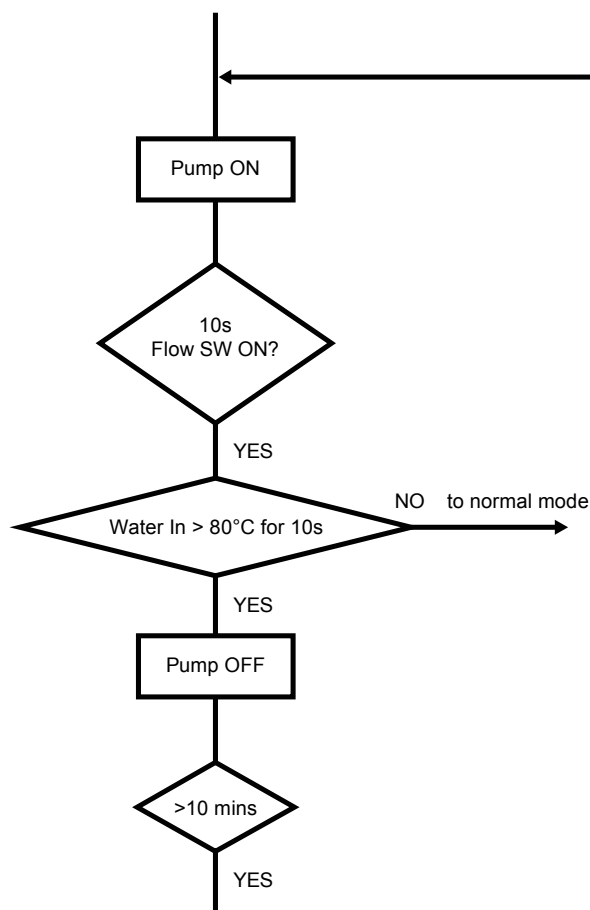 Pump ON
10s
Flow SW ON?
YES
Water In > 80°C for 10s
NO to normal mode
YES
Pump OFF
>10 mins
YES